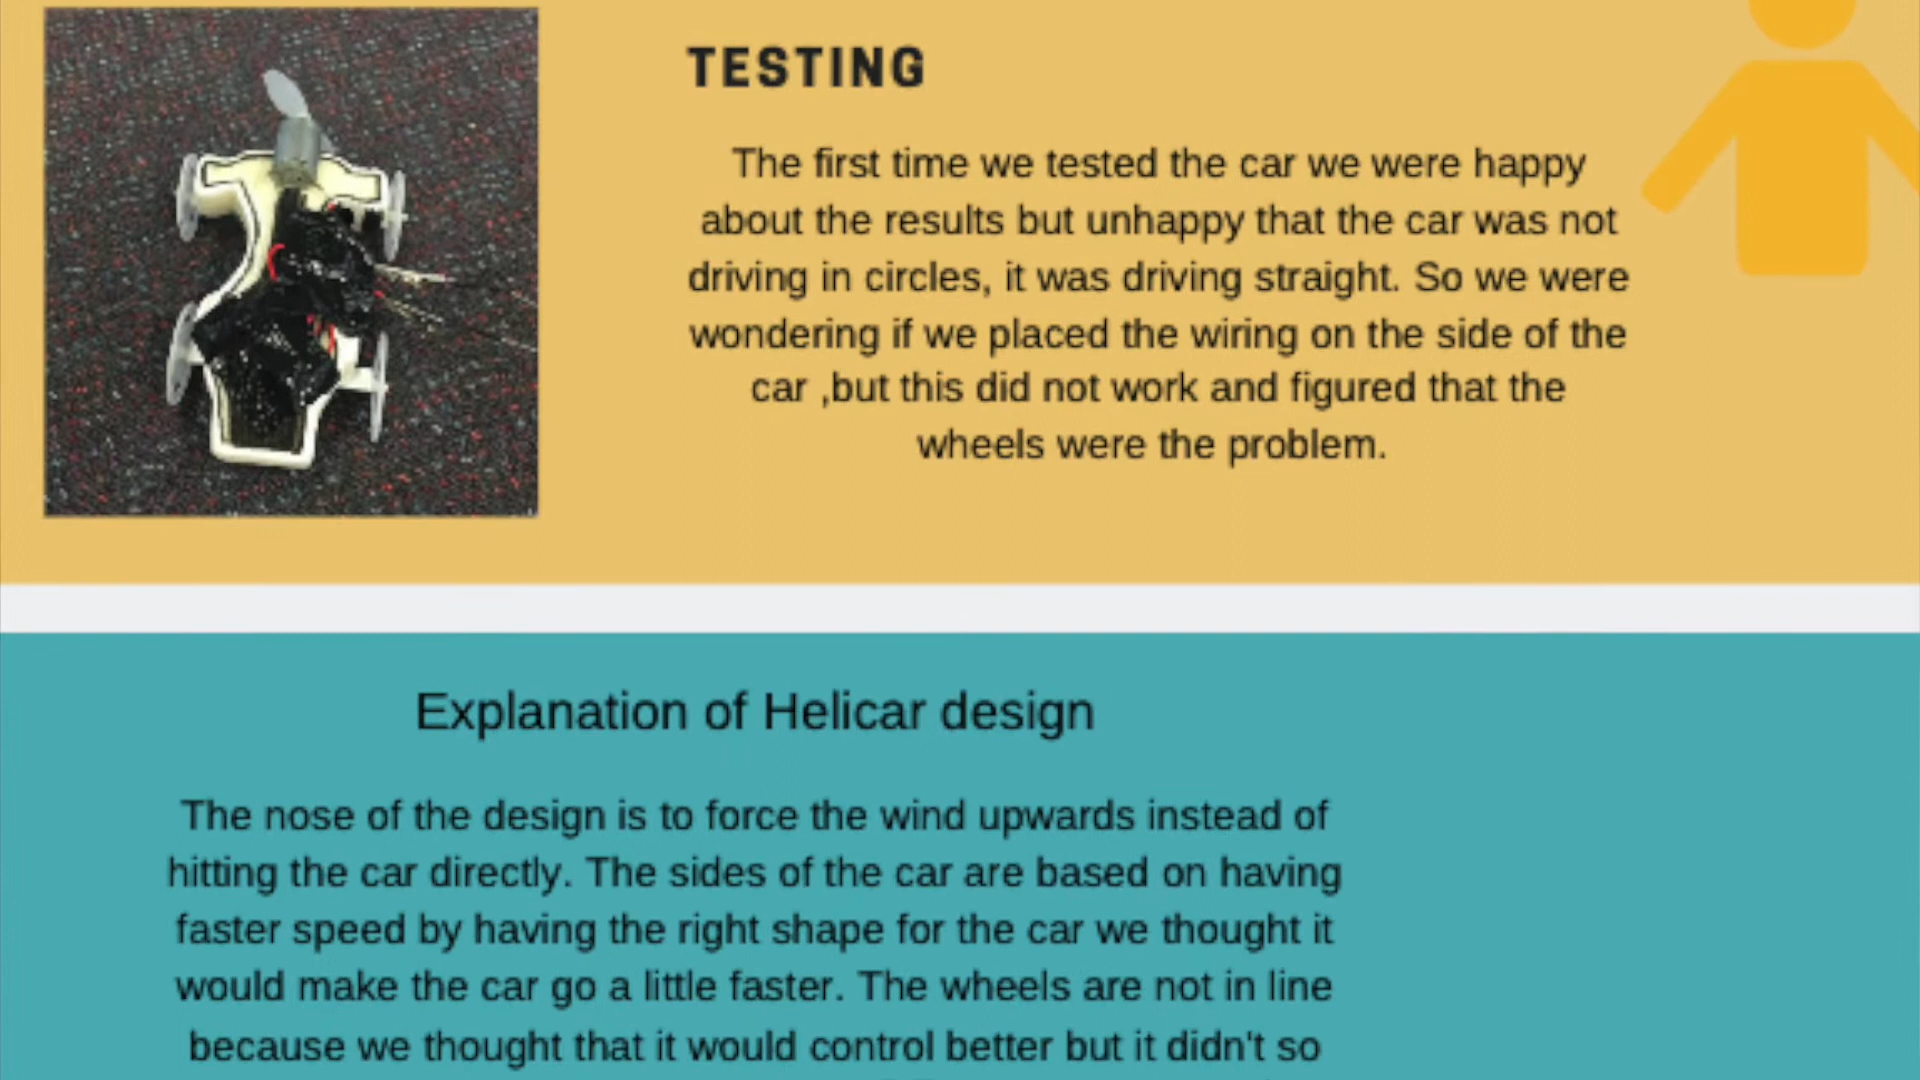 TESTING
The first time we tested the car we were happy
about the results but unhappy that the car was not
driving in circles, it was driving straight. So we were
wondering if we placed the wiring on the side of the
car ,but this did not work and figured that the
wheels were the problem.
Explanation of Helicar design
The nose of the design is to force the wind upwards instead of
hitting the car directly. The sides of the car are based on having
faster speed by having the right shape for the car we thought it
would make the car go a little faster. The wheels are not in line
because we thought that it would control better but it didn't so